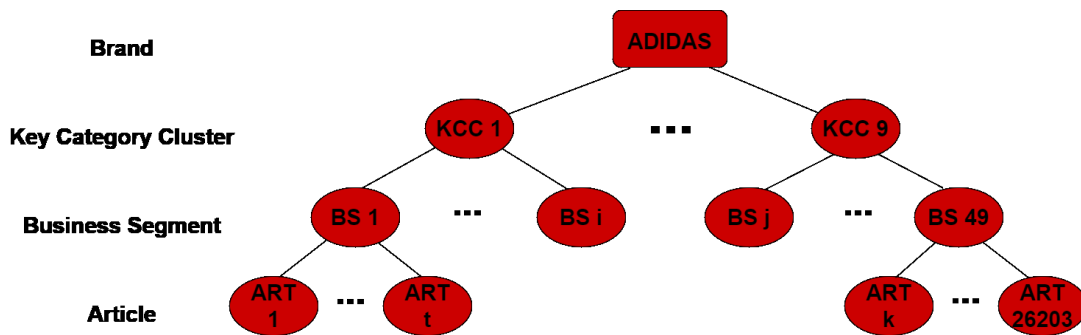 Brand
ADIDAS
Key Category Cluster
KCC 1
...
KCC 9
Business Segment
BS 1
...
BS i
BS j
...
BS 49
Article
ART
1
...
ART
t
ART
k
...
ART
26203